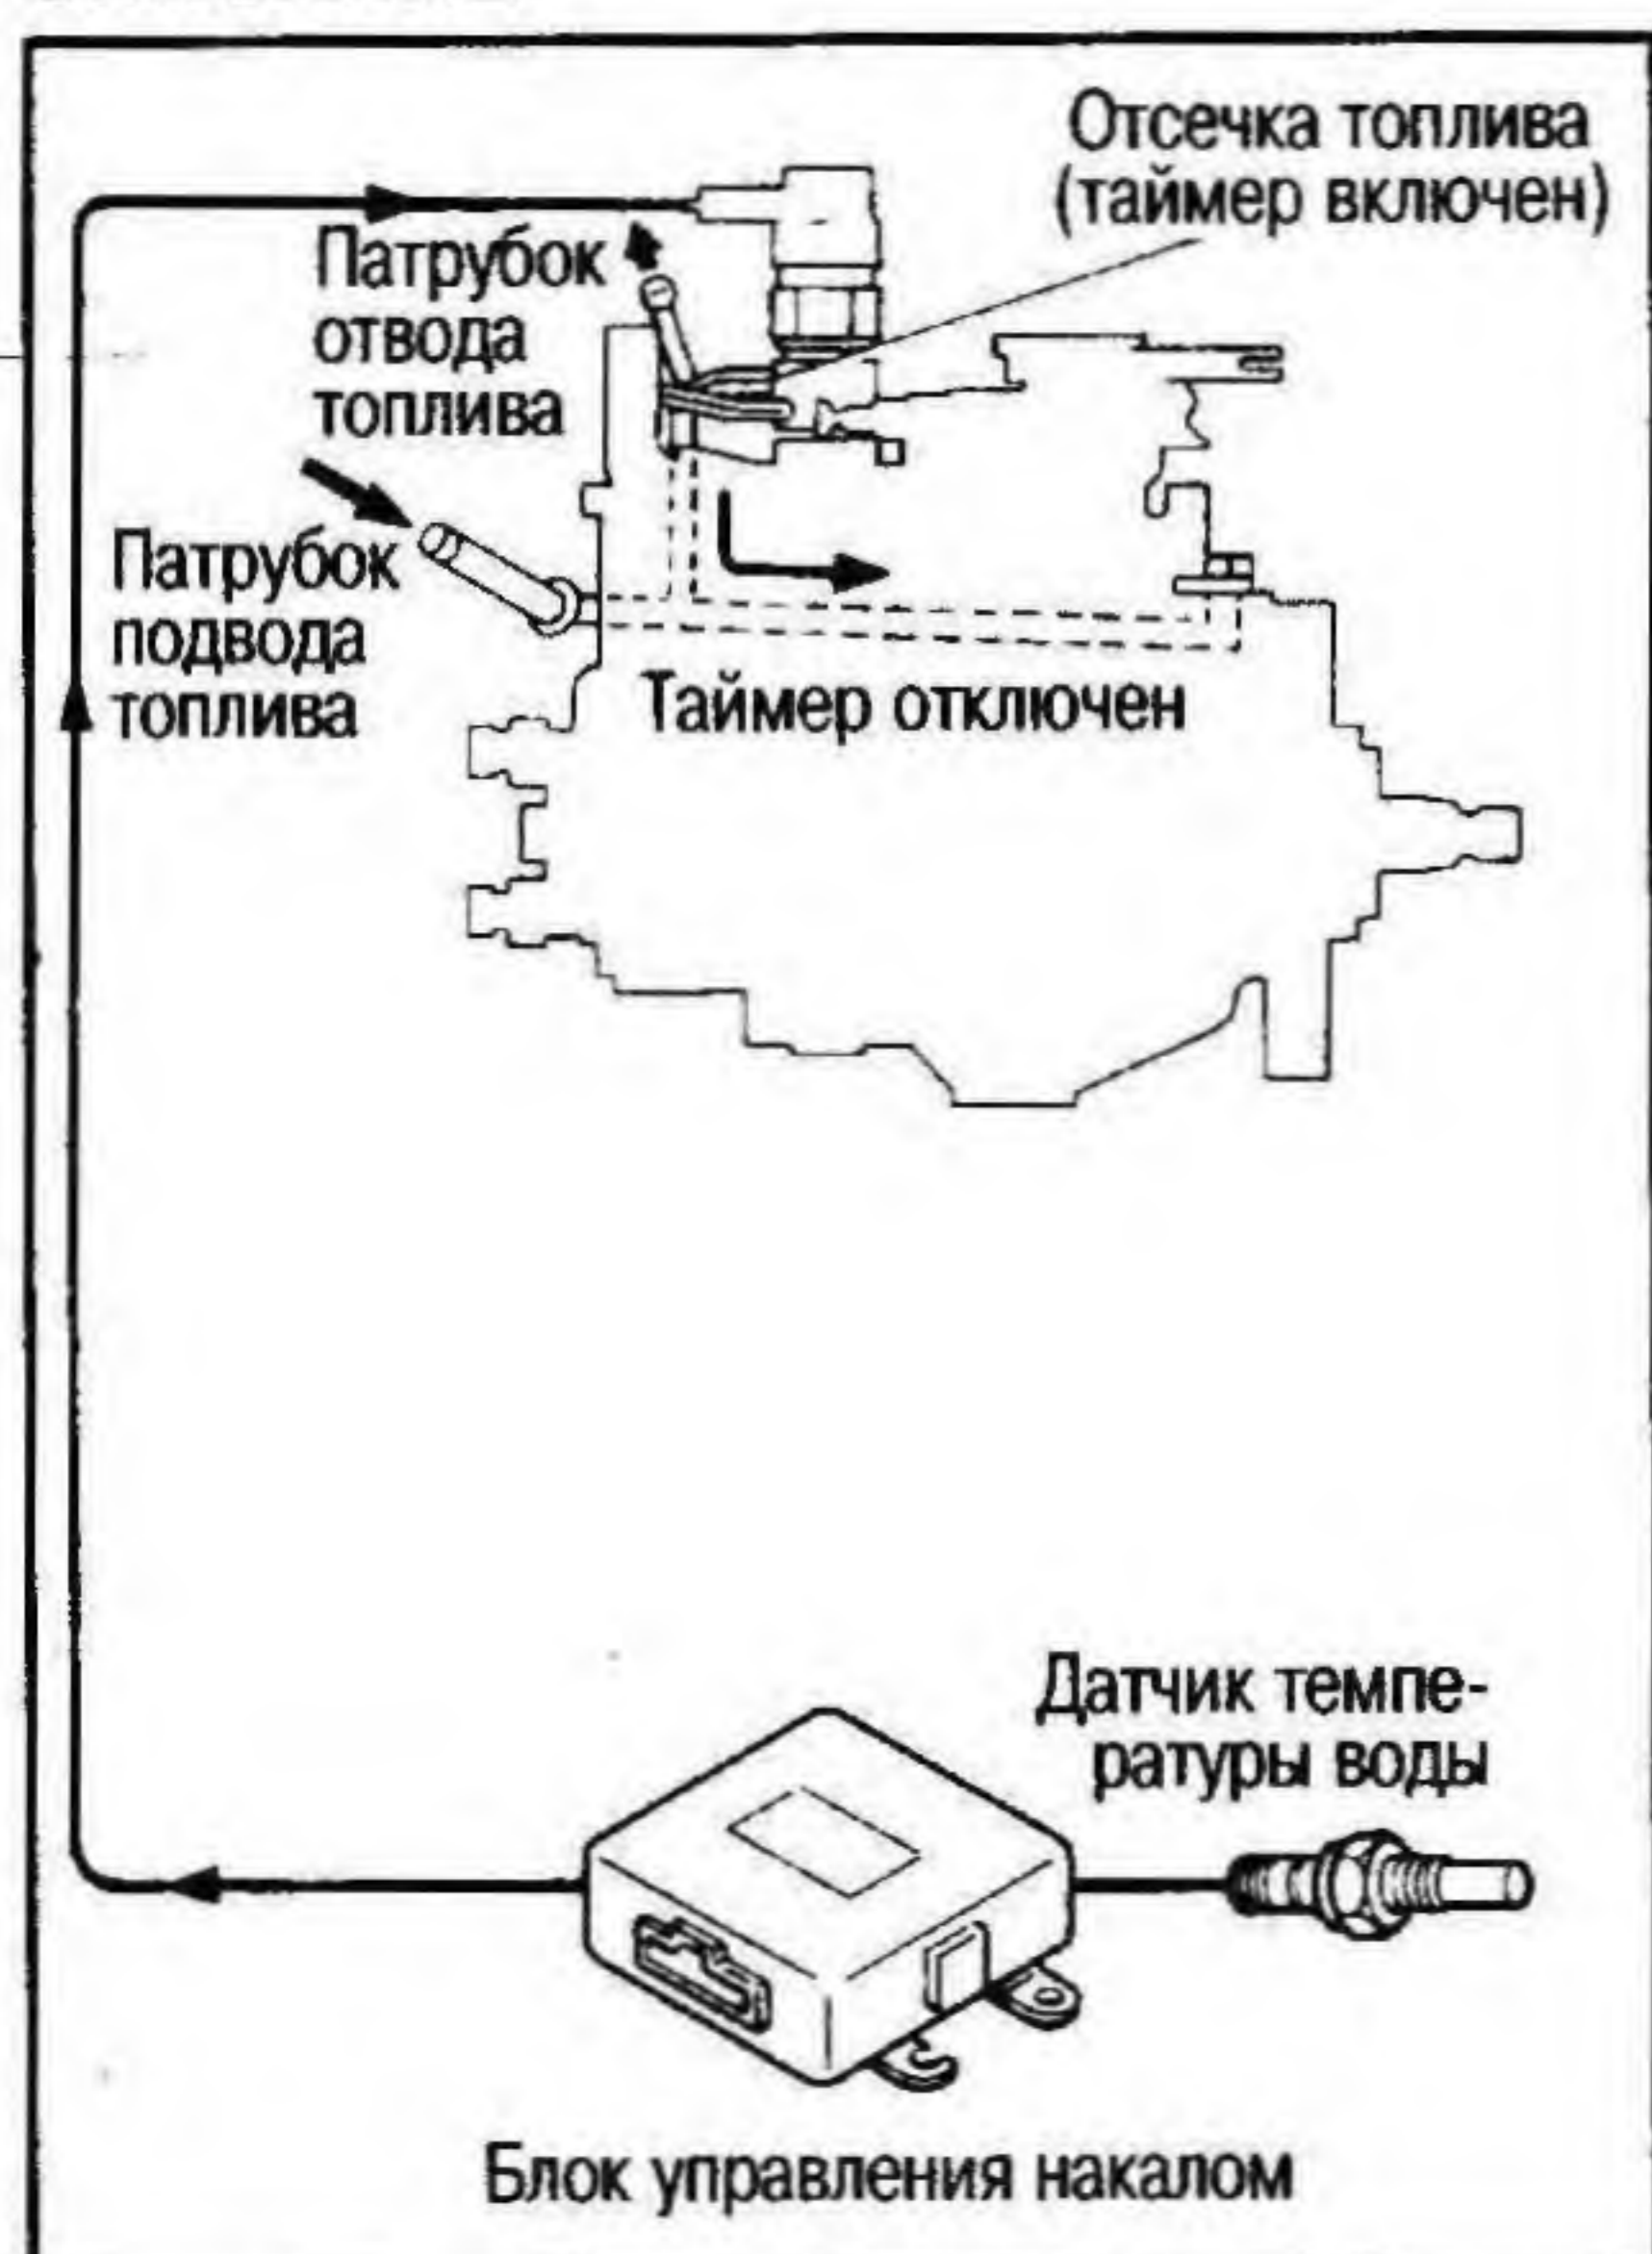 Отсечка топлива
(таймер включен)
Патрубок
отвода
топлива
Патрубок
подвода
топлива
Таймер отключен
Датчик темпе-
ратуры воды
Блок управления накалом